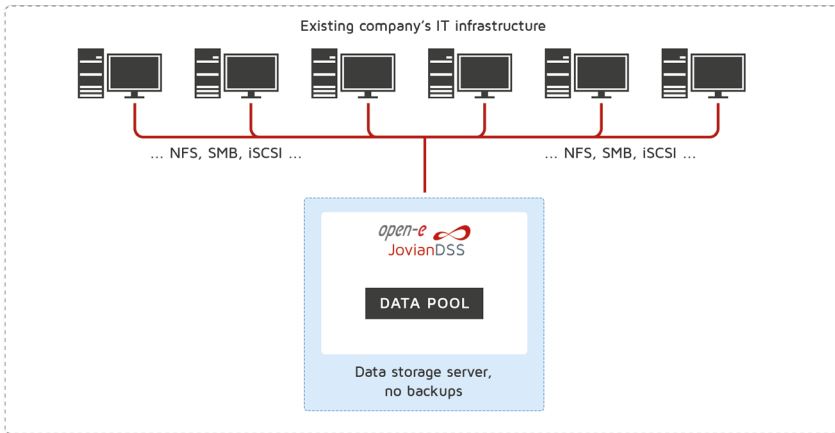 Existing company's IT infrastructure
... NFS, SMB, iSCSI ...
... NFS, SMB, iSCSI ...
open-e
JovianDSS
DATA POOL
Data storage server,
no backups